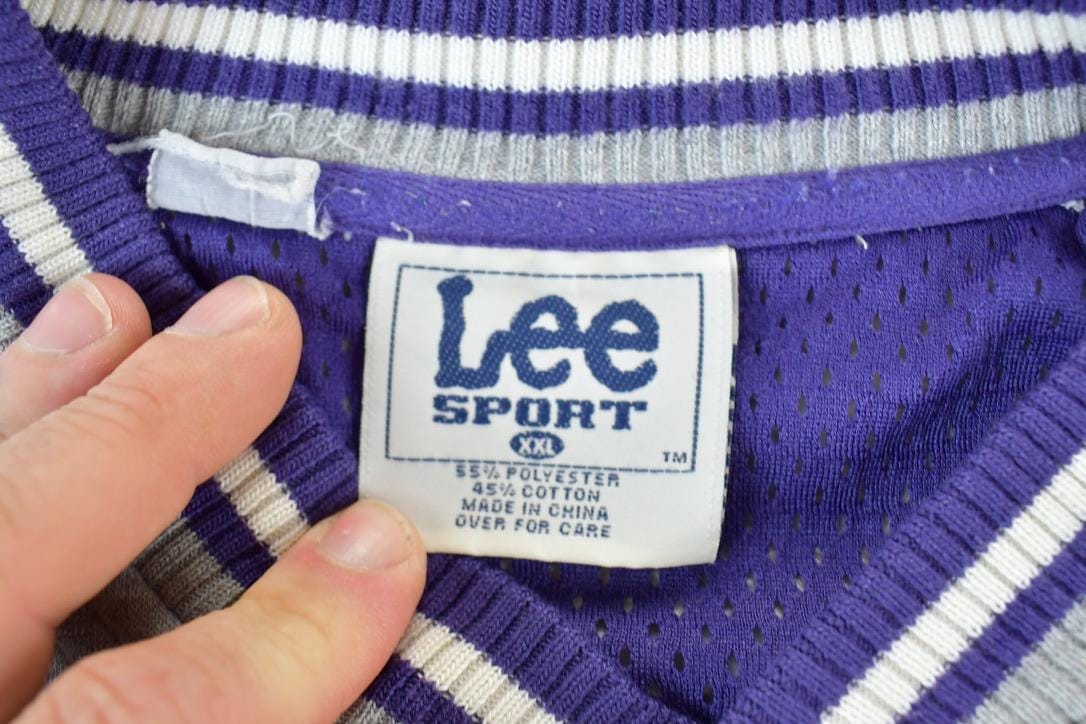 Lee
SPORT
XXL
TM
55% POLYESTER
45% COTTON
MADE IN CHINA
OVER FOR CARE